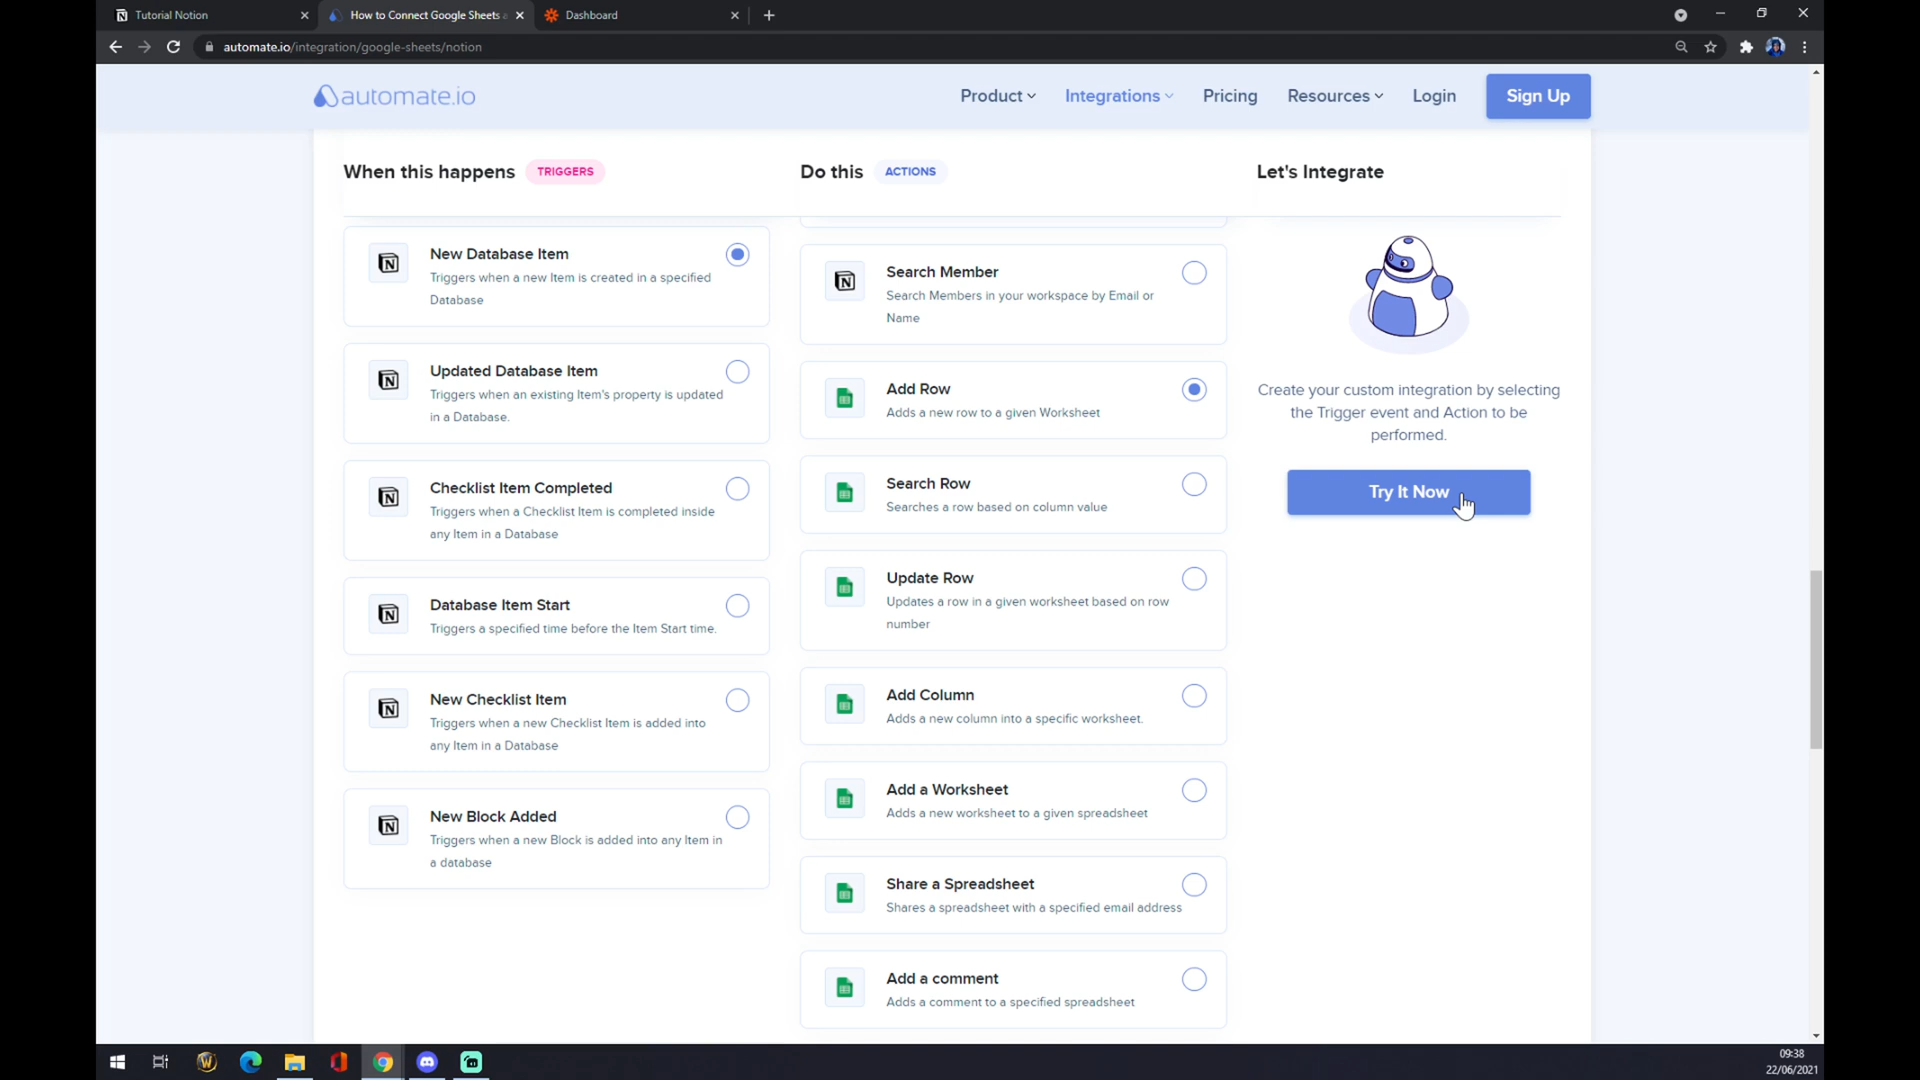 Tutorial Notion
How to Connect Google Sheets a
Dashboard
automate.io/integration/google-sheets/notion
automate.io
Product
Integrations
Pricing
Resources
Login
Sign Up
When this happens
TRIGGERS
Do this
ACTIONS
Let's Integrate
New Database Item
Triggers when a new Item is created in a specified
Database
Updated Database Item
Triggers when an existing Item's property is updated
in a Database.
Checklist Item Completed
Triggers when a Checklist Item is completed inside
any Item in a Database
Database Item Start
Triggers a specified time before the Item Start time.
New Checklist Item
Triggers when a new Checklist Item is added into
any Item in a Database
New Block Added
Triggers when a new Block is added into any Item in
a database
Search Member
Search Members in your workspace by Email or
Name
Add Row
Adds a new row to a given Worksheet
Search Row
Searches a row based on column value
Update Row
Updates a row in a given worksheet based on row
number
Add Column
Adds a new column into a specific worksheet.
Add a Worksheet
Adds a new worksheet to a given spreadsheet
Share a Spreadsheet
Shares a spreadsheet with a specified email address
Add a comment
Adds a comment to a specified spreadsheet
Create your custom integration by selecting
the Trigger event and Action to be
performed.
Try It Now
09:38
22/06/2021